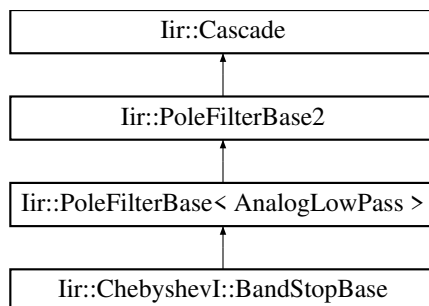 Iir::Cascade
Iir::PoleFilterBase2
Iir::PoleFilterBase< AnalogLowPass >
Iir::ChebyshevI::BandStopBase